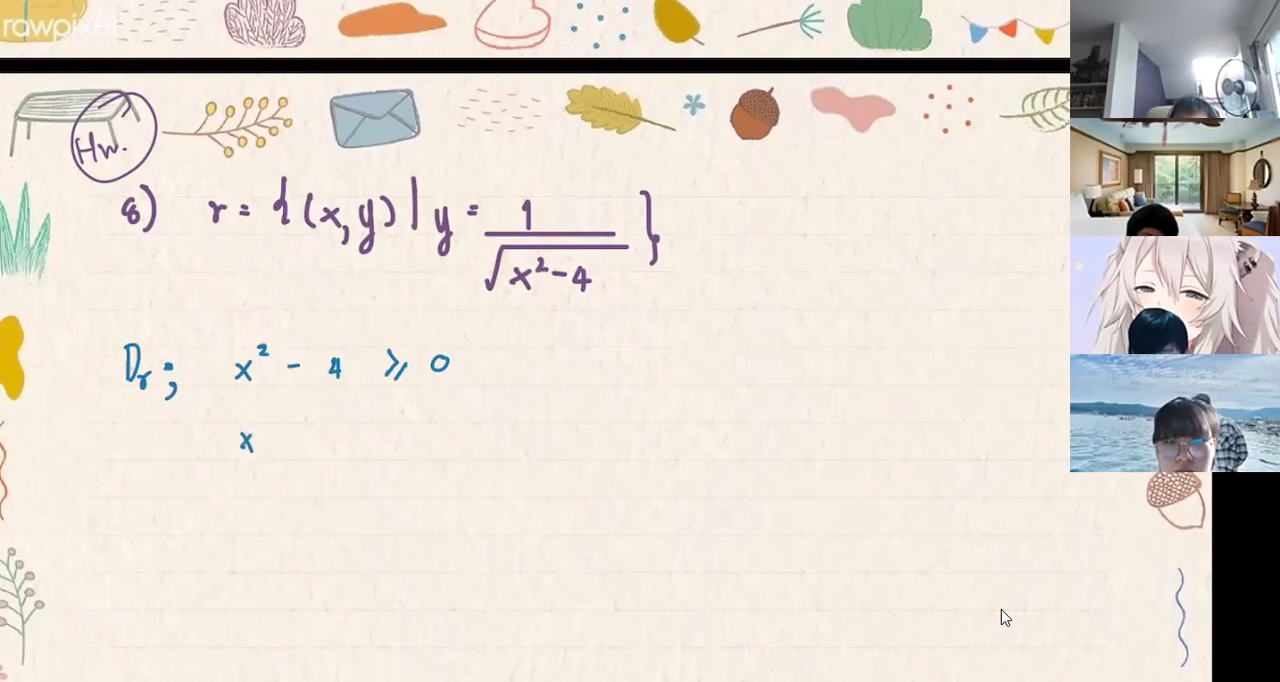 rawpixel
Hw.
8) r = { (x,y) | y = 1 / √x² - 4 }
Dr ; x² - 4 ⩾ 0
x